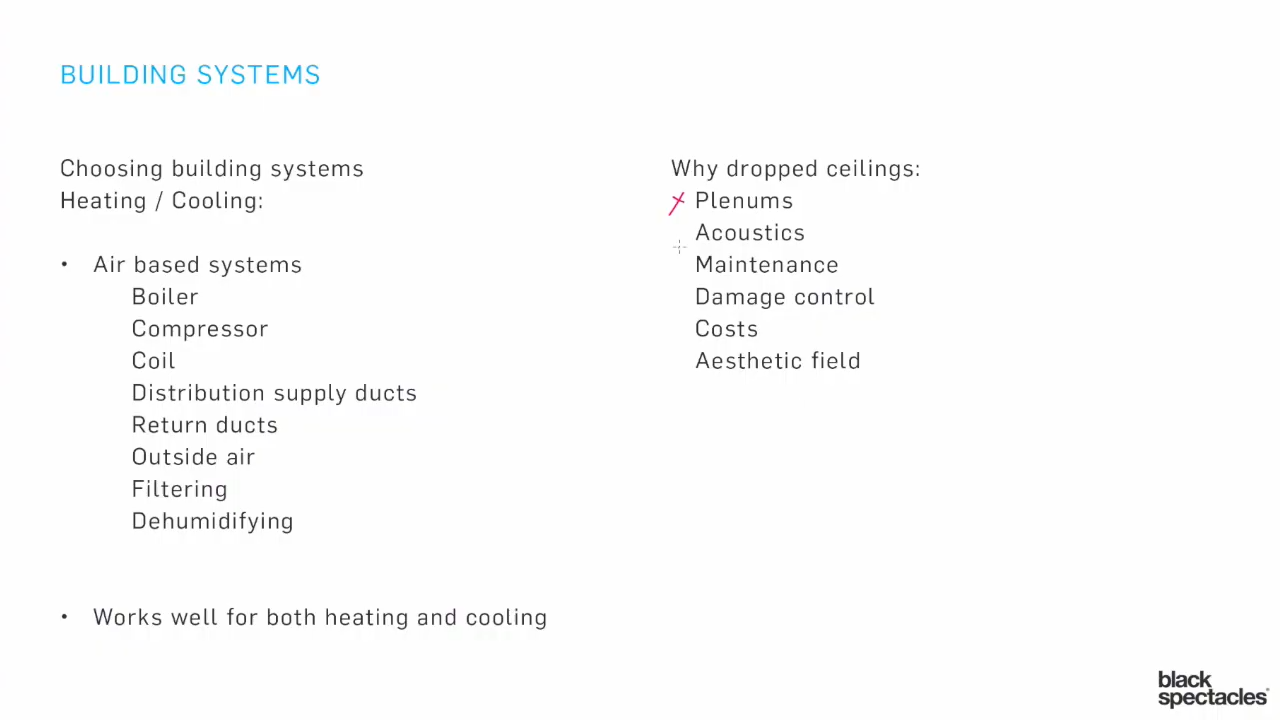 BUILDING SYSTEMS
Choosing building systems
Heating / Cooling:
• Air based systems
Boiler
Compressor
Coil
Distribution supply ducts
Return ducts
Outside air
Filtering
Dehumidifying
• Works well for both heating and cooling
Why dropped ceilings:
Plenums
Acoustics
Maintenance
Damage control
Costs
Aesthetic field
black
spectacles